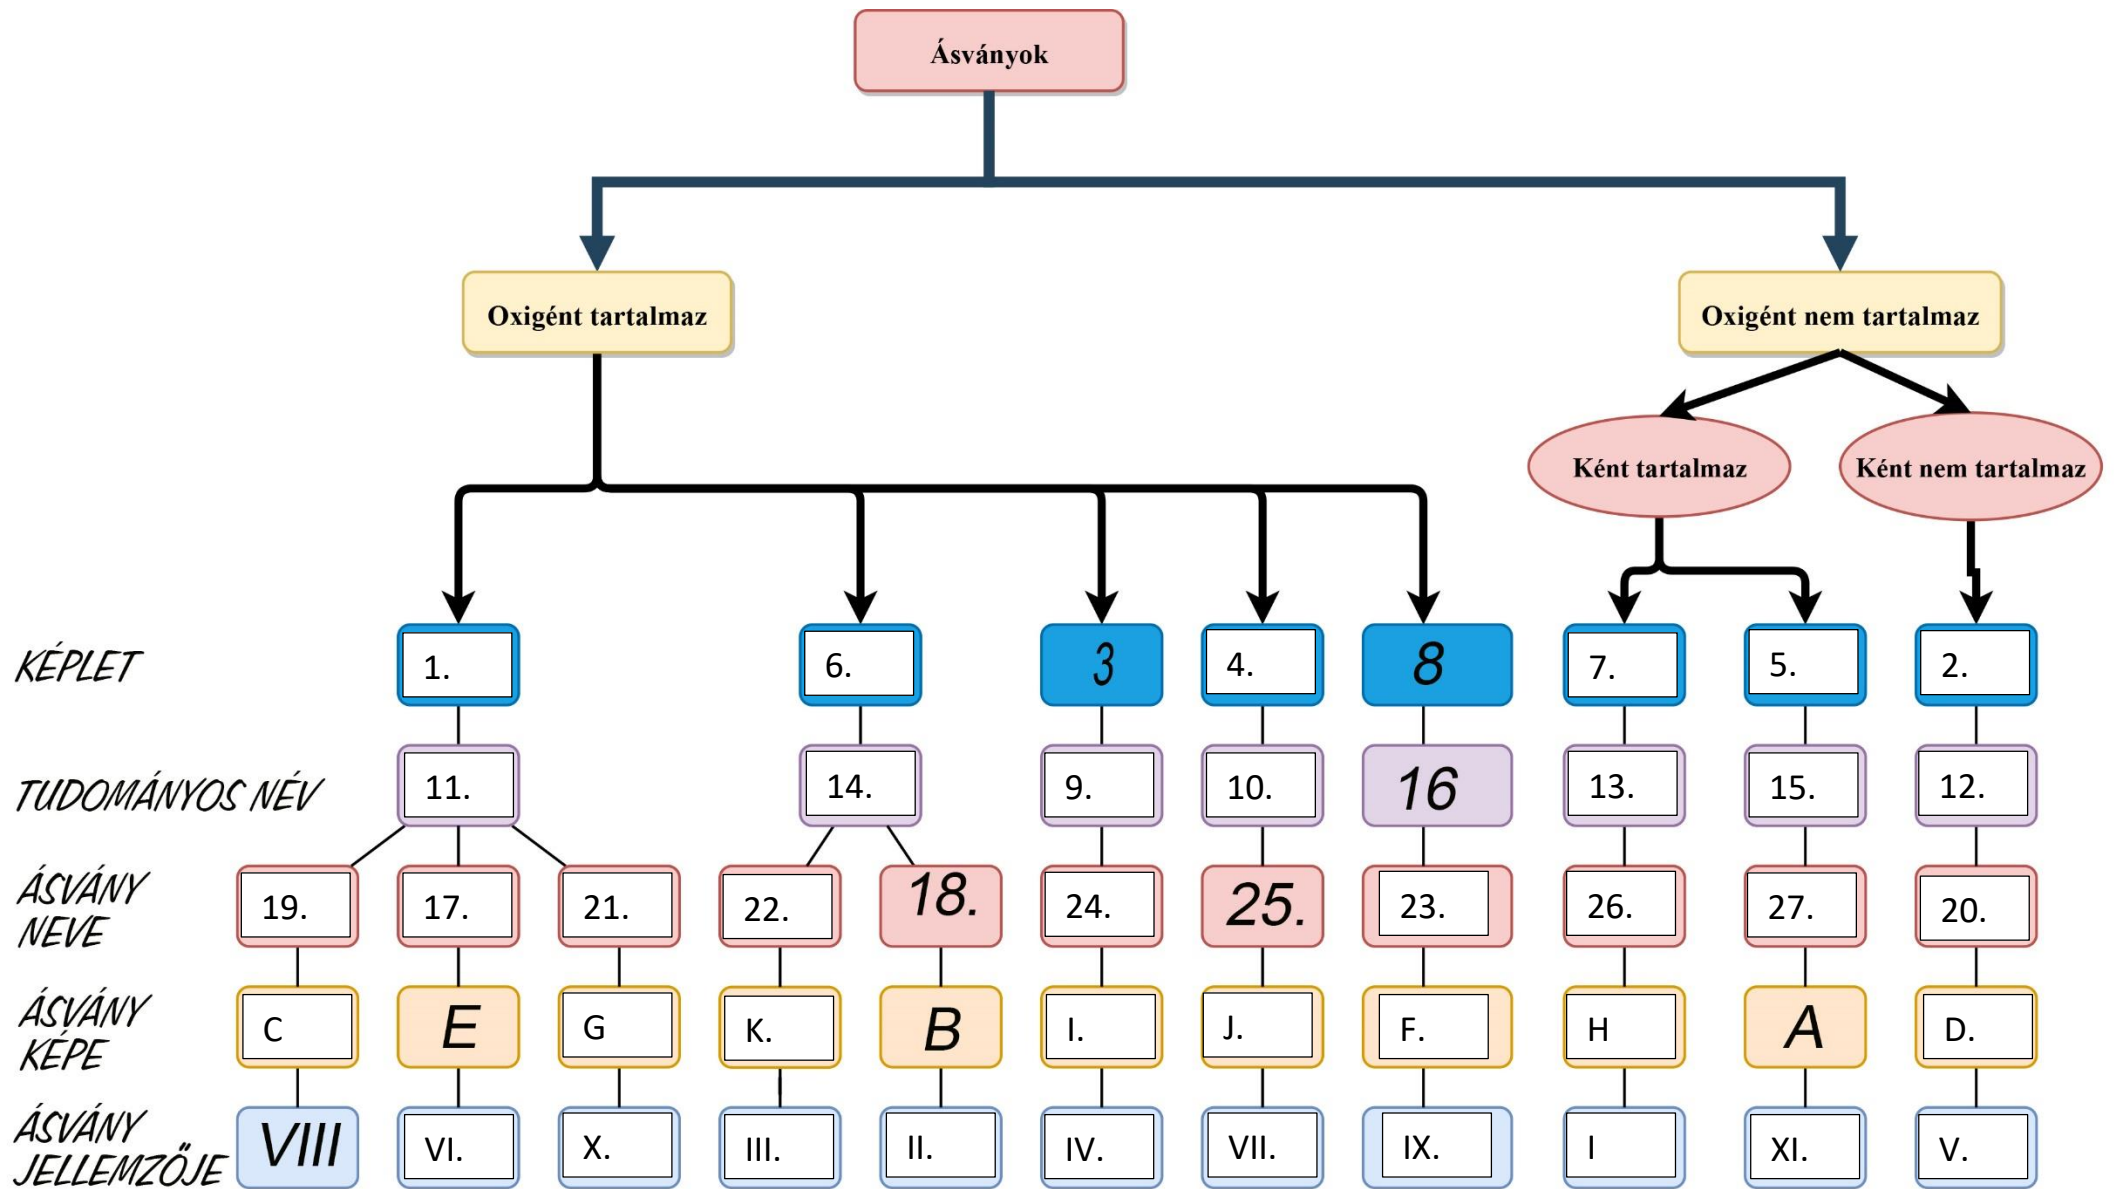 Ásványok
Oxigént tartalmaz
Oxigént nem tartalmaz
Ként tartalmaz
Ként nem tartalmaz
KÉPLET
1.
6.
3
4.
8
7.
5.
2.
TUDOMÁNYOS NÉV
11.
14.
9.
10.
16
13.
15.
12.
ÁSVÁNY
NEVE
19.
17.
21.
22.
18.
24.
25.
23.
26.
27.
20.
ÁSVÁNY
KÉPE
C
E
G
K.
B
I.
J.
F.
H
A
D.
ÁSVÁNY
JELLEMZŐJE
VIII
VI.
X.
III.
II.
IV.
VII.
IX.
I
XI.
V.